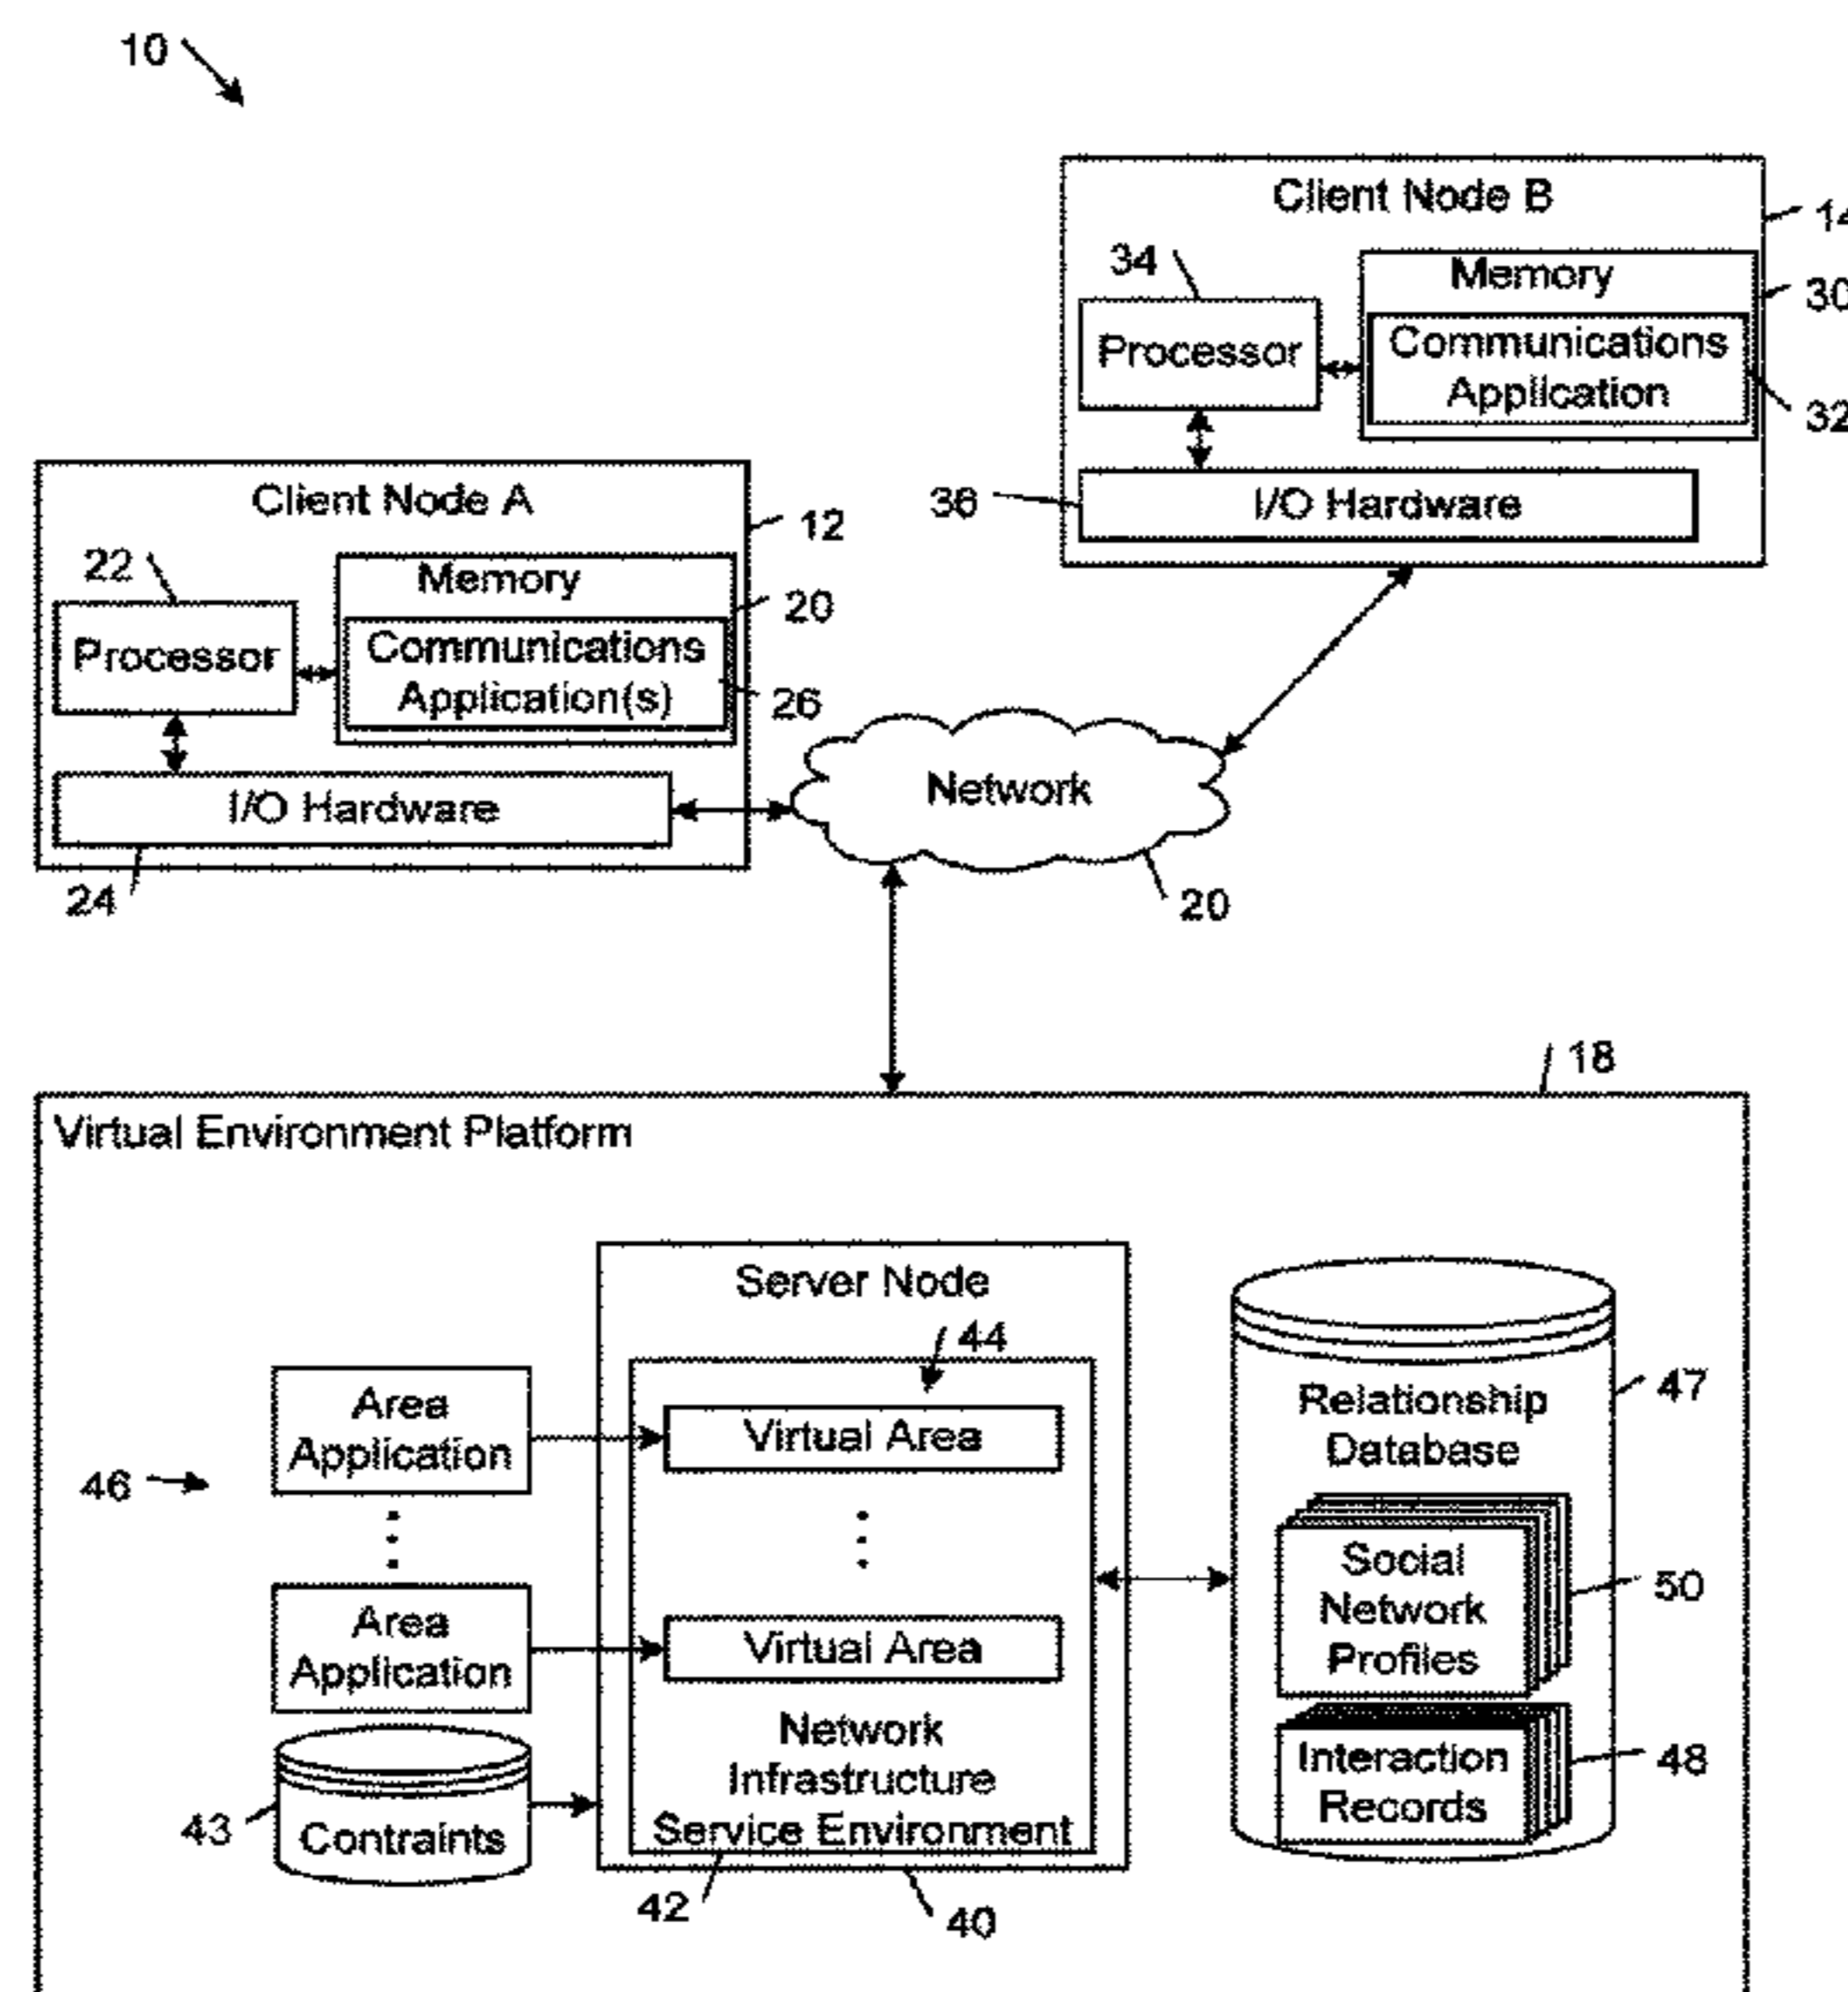 10
Client Node B
14
34
Memory
30
Processor
Communications
Application
32
36
I/O Hardware
Client Node A
12
22
Memory
20
Processor
Communications
Application(s)
26
I/O Hardware
24
Network
20
18
Virtual Environment Platform
Server Node
44
Area
Application
Virtual Area
46
Area
Application
Virtual Area
Network
Infrastructure
Service Environment
43
Contraints
42
40
Relationship
Database
47
Social
Network
Profiles
50
Interaction
Records
48